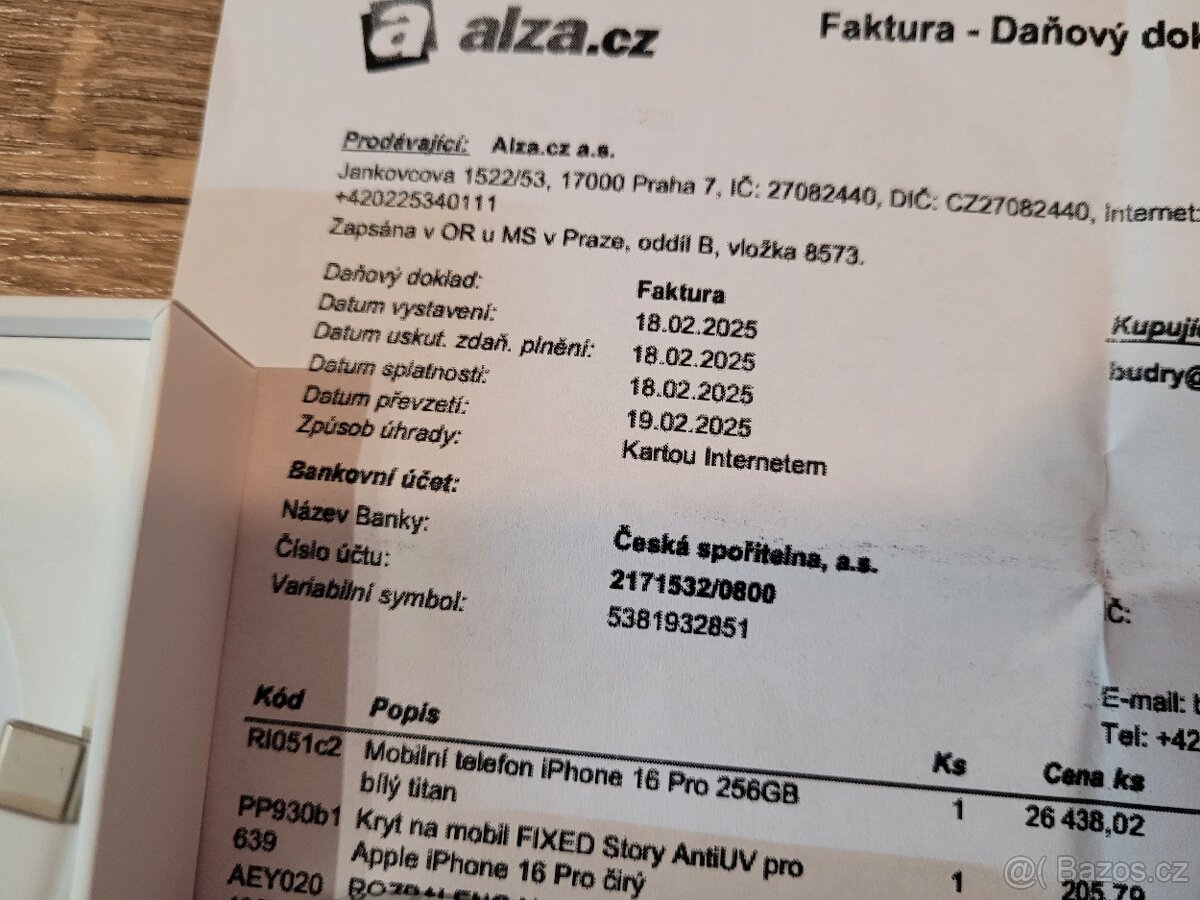 a alza.cz
Faktura - Daňový dok
Prodávající: Alza.cz a.s.
Jankovcova 1522/53, 17000 Praha 7, IČ: 27082440, DIČ: CZ27082440, internet:
+420225340111
Zapsána v OR u MS v Praze, oddíl B, vložka 8573.
Daňový doklad: Faktura
Datum vystavení: 18.02.2025
Datum uskut. zdaň. plnění: 18.02.2025
Datum splatnosti: 18.02.2025
Datum převzetí: 19.02.2025
Způsob úhrady: Kartou Internetem
Kupujíc
budry@
Bankovní účet:
Název Banky: Česká spořitelna, a.s.
Číslo účtu: 2171532/0800
Variabilní symbol: 5381932851
Č:
E-mail: b
Tel: +42
Kód Popis Ks Cena ks
RI051c2 Mobilní telefon iPhone 16 Pro 256GB 1 26 438,02
bílý titan
PP930b1 Kryt na mobil FIXED Story AntiUV pro 1 205,79
639 Apple iPhone 16 Pro čirý
AEY020
@( Bazos.cz